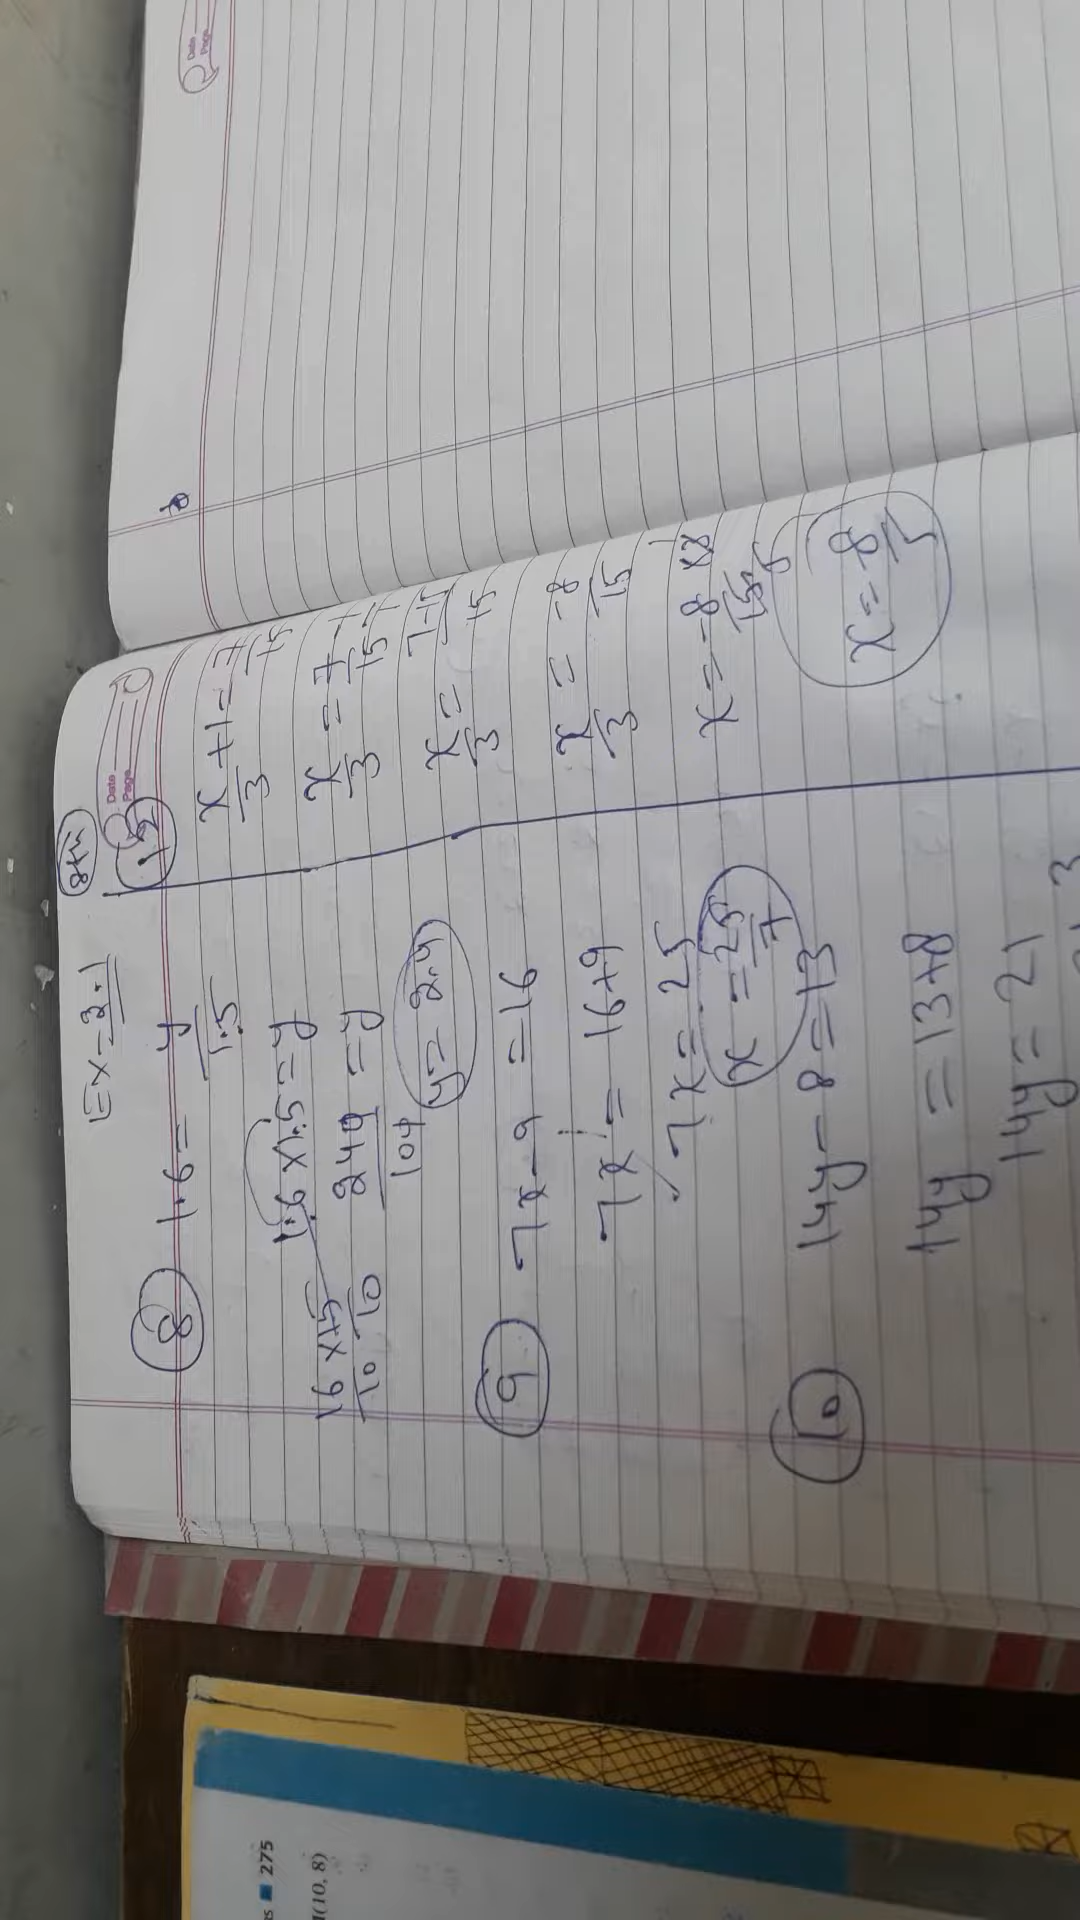 Ex-2.1
8th
Date
Page
8
1.6 = y/1.5
1.6 x 1.5 = y
16 x 15
10 10
240/100 = y
y = 2.4
9
7x - 9 = 16
7x = 16+9
7x = 25
x = 25/7
10
14y - 8 = 13
14y = 13+8
14y = 21
12
x/3 + 1 = 7/15
x/3 = 7/15 - 1
x/3 = 7-15/15
x/3 = -8/15
x = -8 x 3/15 5
x = -8/5
Date
Page
275
(10, 8)